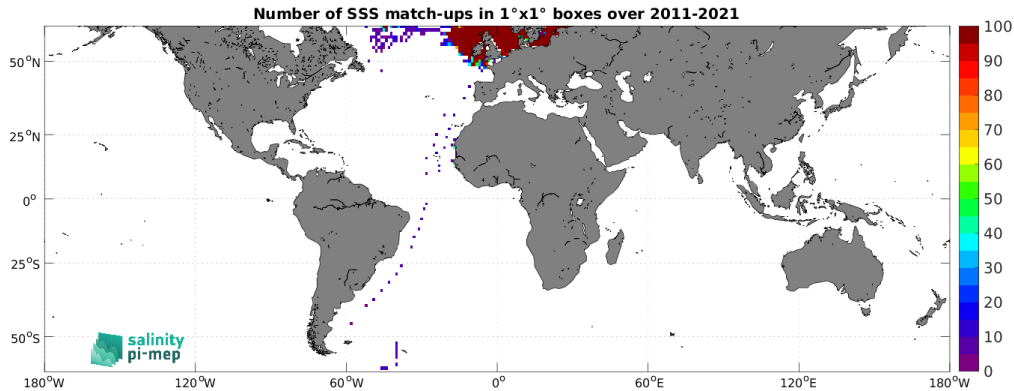 Number of SSS match-ups in 1°x1° boxes over 2011-2021
100
90
80
70
60
50
40
30
20
10
0
50°N
25°N
0°
25°S
50°S
salinity
pi-mep
180°W 120°W 60°W 0° 60°E 120°E 180°W